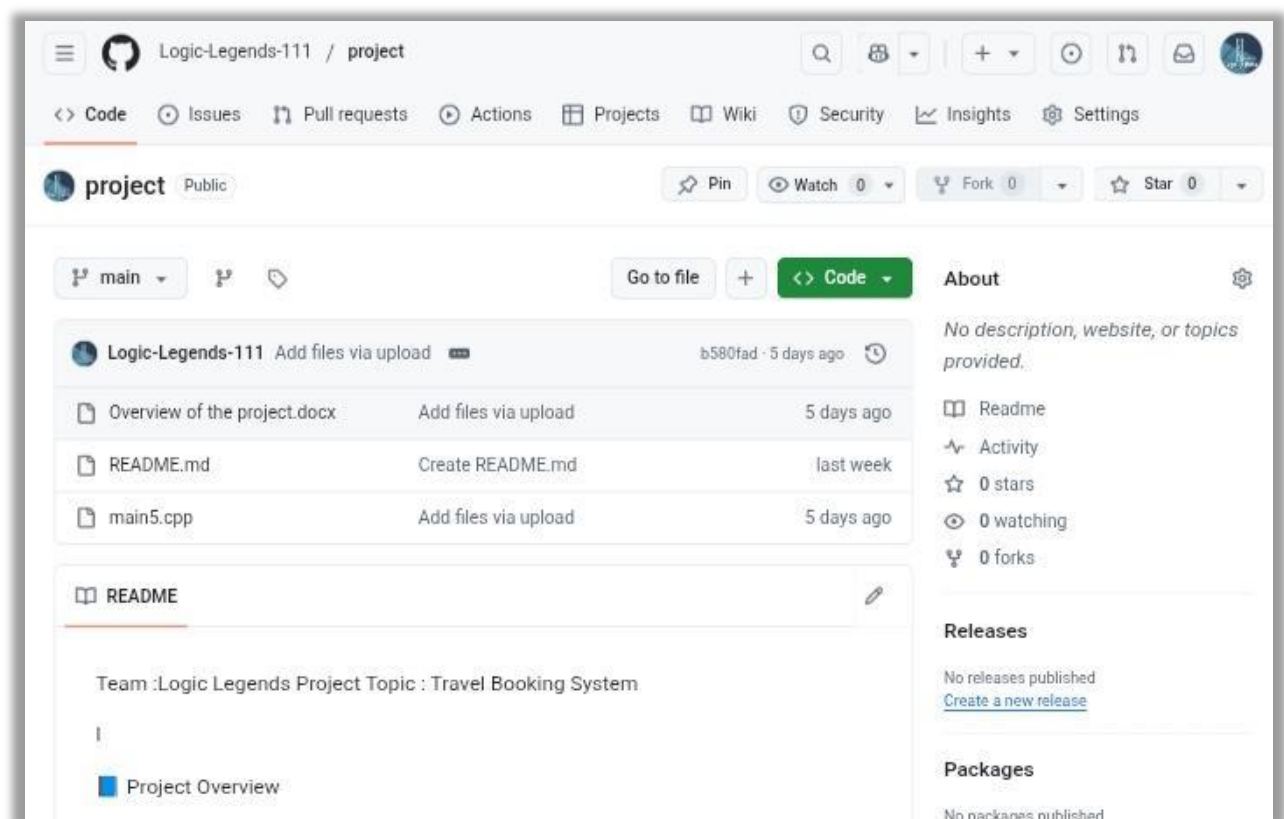 Logic-Legends-111 / project
Code Issues Pull requests Actions Projects Wiki Security Insights Settings
project Public Pin Watch 0 Fork 0 Star 0
main Go to file Code
About
No description, website, or topics
provided.
Logic-Legends-111 Add files via upload b580fad · 5 days ago
Overview of the project.docx Add files via upload 5 days ago
README.md Create README.md last week
main5.cpp Add files via upload 5 days ago
Readme
Activity
0 stars
0 watching
0 forks
README
Team :Logic Legends Project Topic : Travel Booking System
l
📘 Project Overview
Releases
No releases published
Create a new release
Packages
No packages published